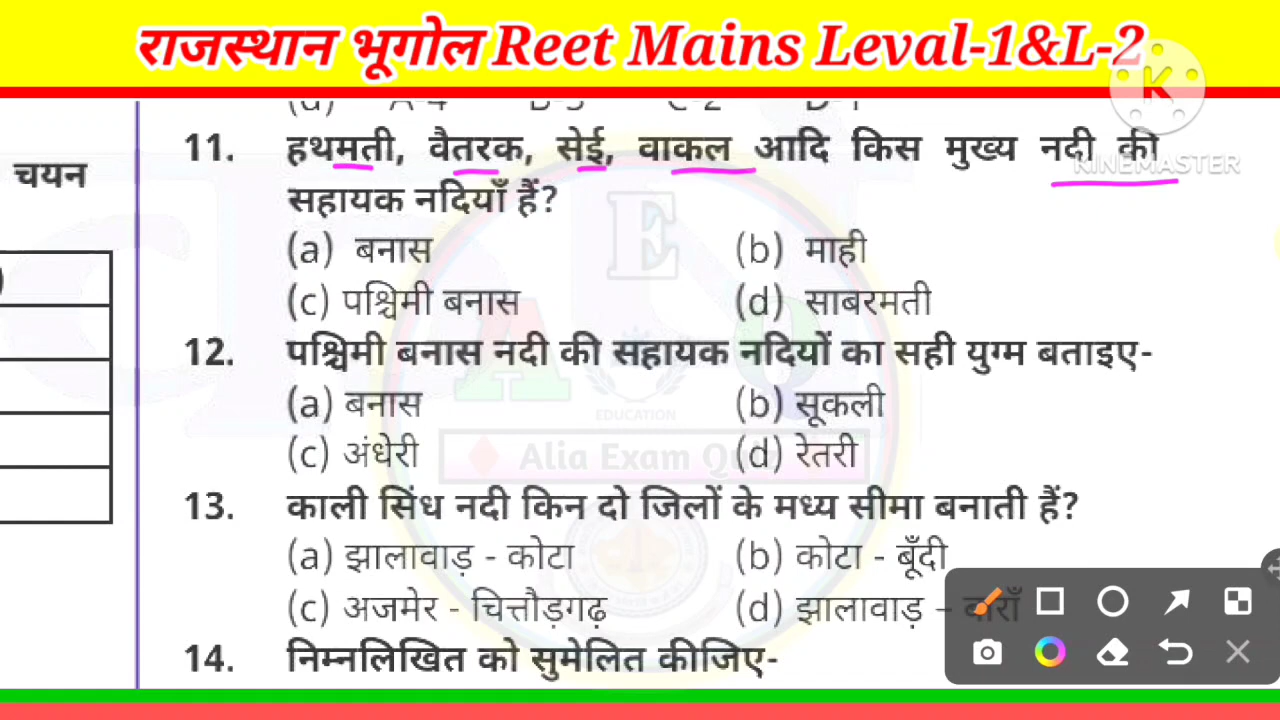 राजस्थान भूगोल Reet Mains Leval-1&L-2
KINEMASTER
चयन
11. हथमती, वैतरक, सेई, वाकल आदि किस मुख्य नदी की
सहायक नदियाँ हैं?
(a) बनास (b) माही
(c) पश्चिमी बनास (d) साबरमती
12. पश्चिमी बनास नदी की सहायक नदियों का सही युग्म बताइए-
(a) बनास (b) सूकली
(c) अंधेरी (d) रेतरी
EDUCATION
Alia Exam Quiz
13. काली सिंध नदी किन दो जिलों के मध्य सीमा बनाती हैं?
(a) झालावाड़ - कोटा (b) कोटा - बूँदी
(c) अजमेर - चित्तौड़गढ़ (d) झालावाड़ - बाराँ
14. निम्नलिखित को सुमेलित कीजिए-